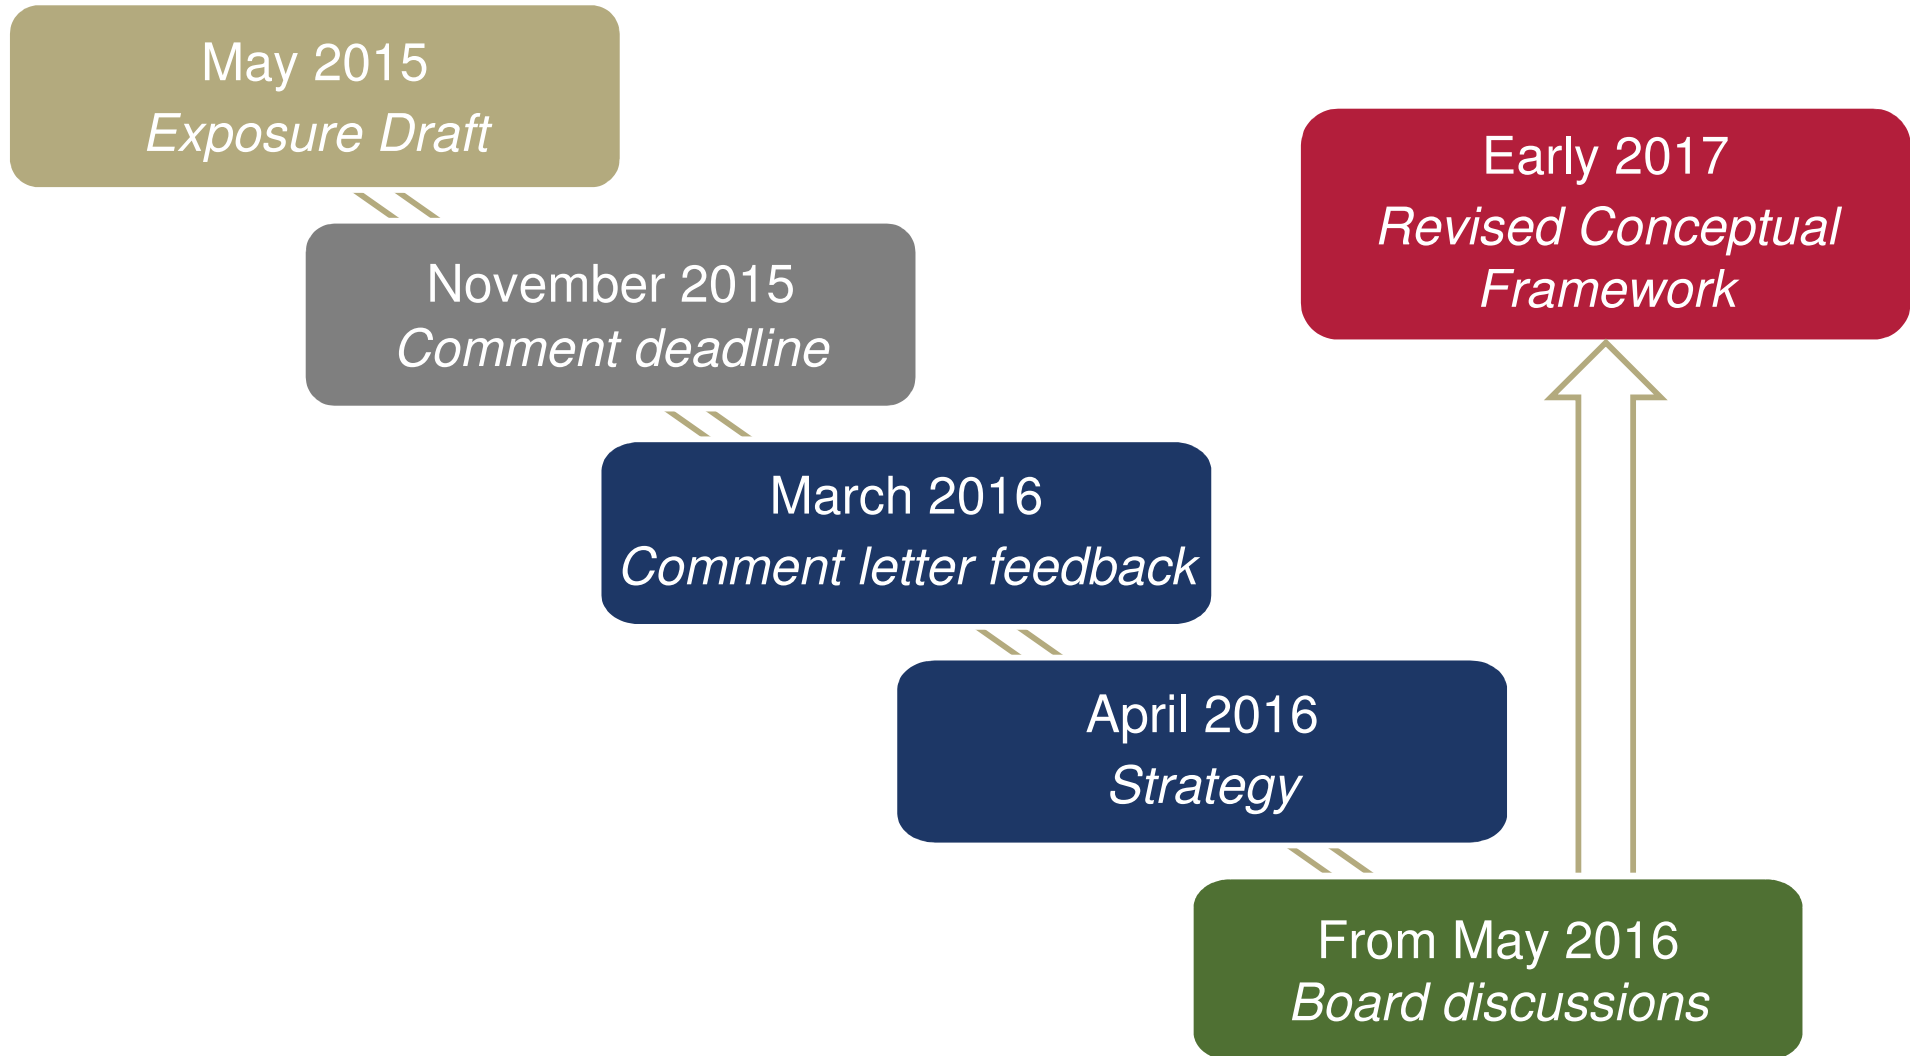 May 2015
Exposure Draft
November 2015
Comment deadline
March 2016
Comment letter feedback
April 2016
Strategy
From May 2016
Board discussions
Early 2017
Revised Conceptual
Framework